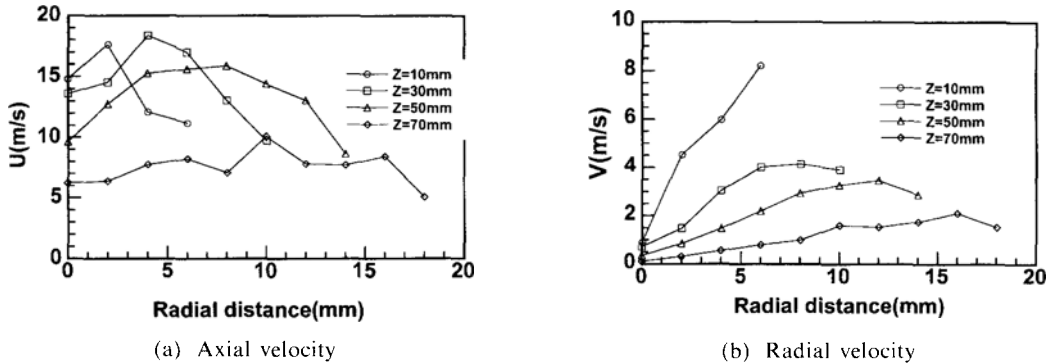 20
15
10
5
0
U(m/s)
Z=10mm
Z=30mm
Z=50mm
Z=70mm
0 5 10 15 20
Radial distance(mm)
(a) Axial velocity
10
8
6
4
2
0
V(m/s)
Z=10mm
Z=30mm
Z=50mm
Z=70mm
0 5 10 15 20
Radial distance(mm)
(b) Radial velocity